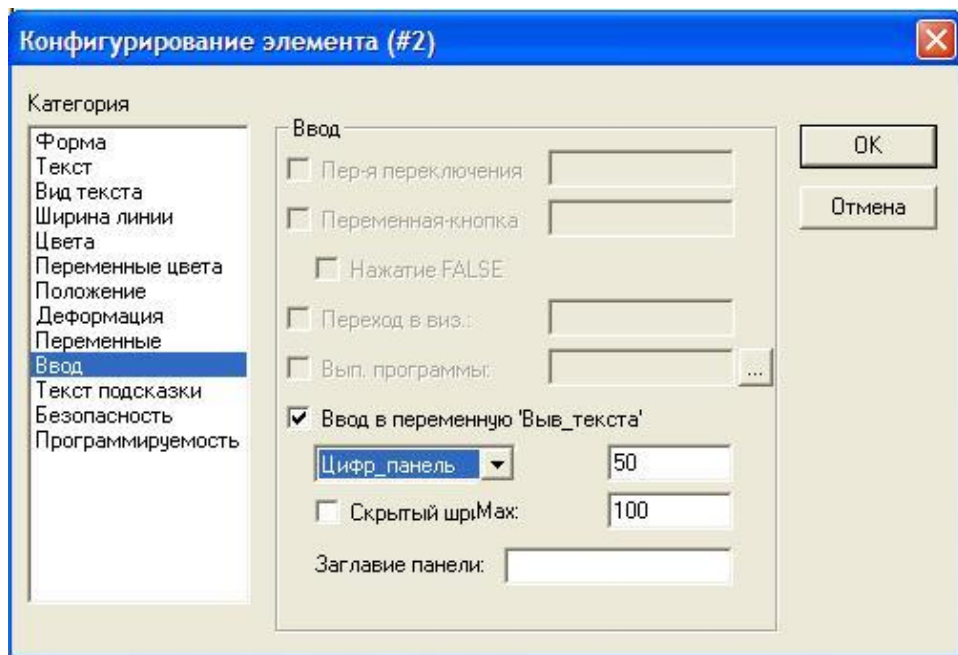 Конфигурирование элемента (#2)
Категория
Форма
Текст
Вид текста
Ширина линии
Цвета
Переменные цвета
Положение
Деформация
Переменные
Ввод
Текст подсказки
Безопасность
Программируемость
Ввод
Пер-я переключения
Переменная-кнопка
Нажатие FALSE
Переход в виз.:
Вып. программы:
...
Ввод в переменную 'Выв_текста'
Цифр_панель
50
Скрытый шри
Max:
100
Заглавие панели:
OK
Отмена